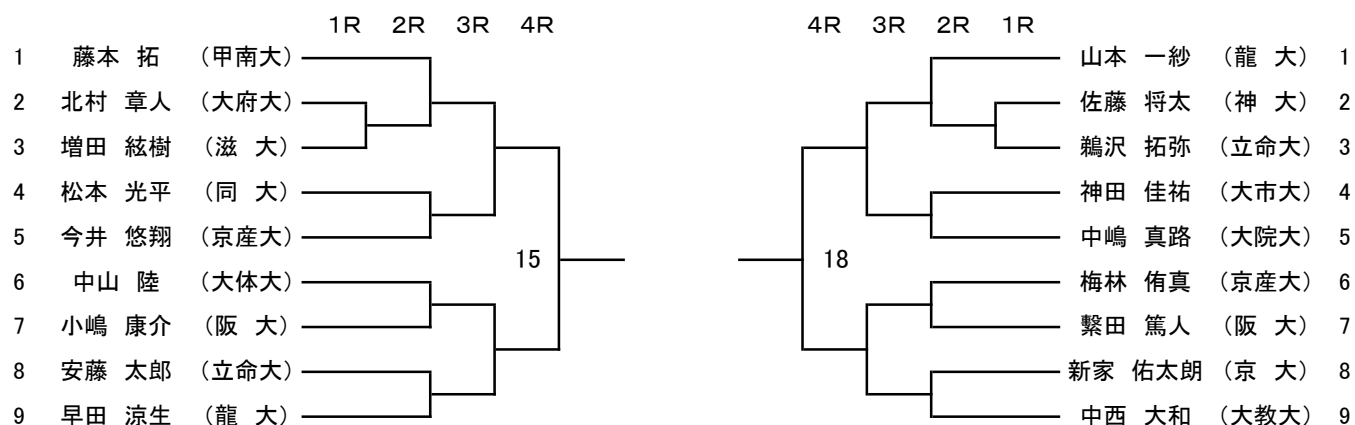 1R 2R 3R 4R
1 藤本 拓 (甲南大)
2 北村 章人 (大府大)
3 増田 絃樹 (滋 大)
4 松本 光平 (同 大)
5 今井 悠翔 (京産大)
15
6 中山 陸 (大体大)
7 小嶋 康介 (阪 大)
8 安藤 太郎 (立命大)
9 早田 涼生 (龍 大)
4R 3R 2R 1R
山本 一紗 (龍 大) 1
佐藤 将太 (神 大) 2
鵜沢 拓弥 (立命大) 3
神田 佳祐 (大市大) 4
中嶋 真路 (大院大) 5
18
梅林 侑真 (京産大) 6
繫田 篤人 (阪 大) 7
新家 佑太朗 (京 大) 8
中西 大和 (大教大) 9